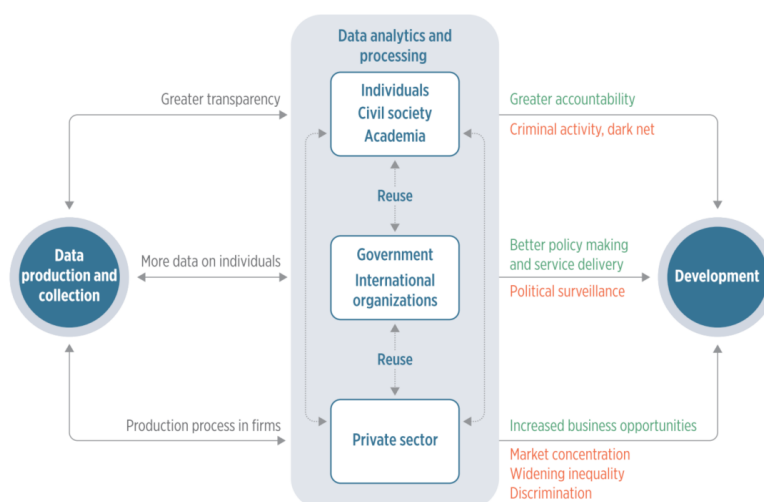 Data analytics and
processing
Individuals
Civil society
Academia
Greater transparency
Greater accountability
Criminal activity, dark net
Reuse
Data
production and
collection
More data on individuals
Government
International
organizations
Better policy making
and service delivery
Political surveillance
Development
Reuse
Production process in firms
Private sector
Increased business opportunities
Market concentration
Widening inequality
Discrimination